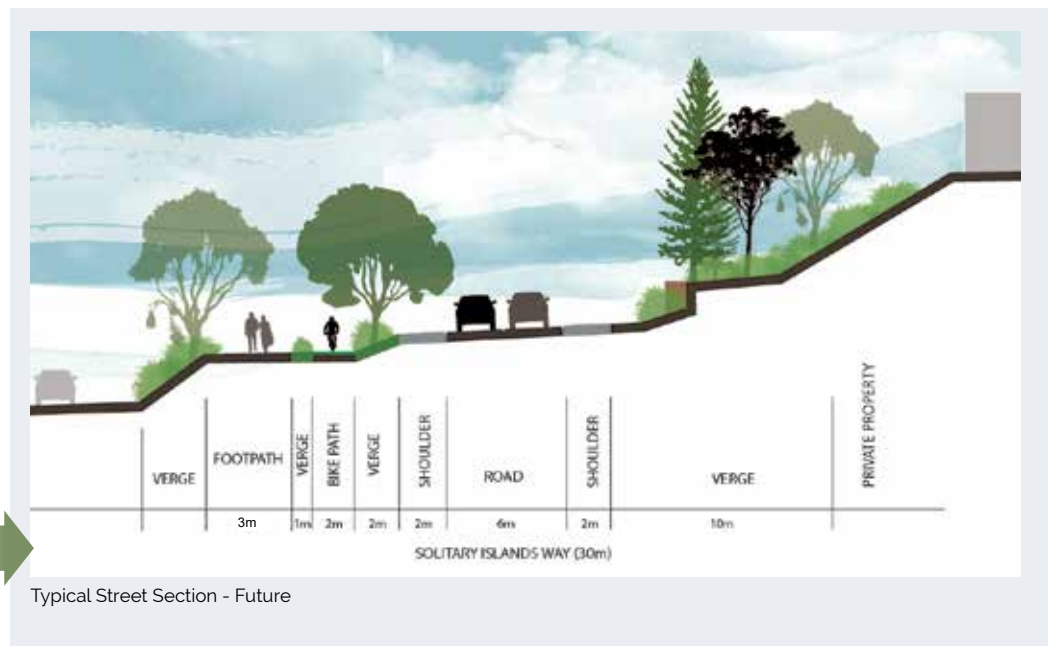 VERGE
FOOTPATH
VERGE
BIKE PATH
VERGE
SHOULDER
ROAD
SHOULDER
VERGE
PRIVATE PROPERTY
3m
1m
2m
2m
2m
6m
2m
10m
SOLITARY ISLANDS WAY (30m)
Typical Street Section - Future